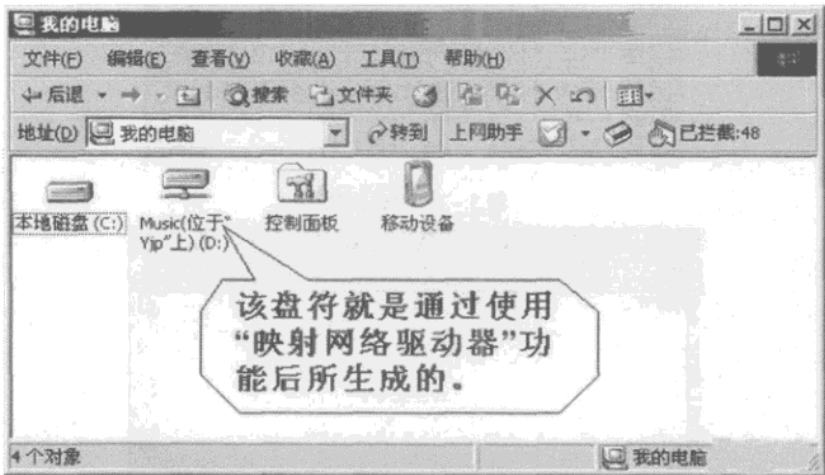 我的电脑
文件(F) 编辑(E) 查看(V) 收藏(A) 工具(T) 帮助(H)
后退 搜索 文件夹
地址(D) 我的电脑 转到 上网助手 已拦截:48
本地磁盘 (C:) Music(位于“ 控制面板 移动设备
Yjp”上) (D:)
该盘符就是通过使用
“映射网络驱动器”功
能后所生成的。
4 个对象 我的电脑